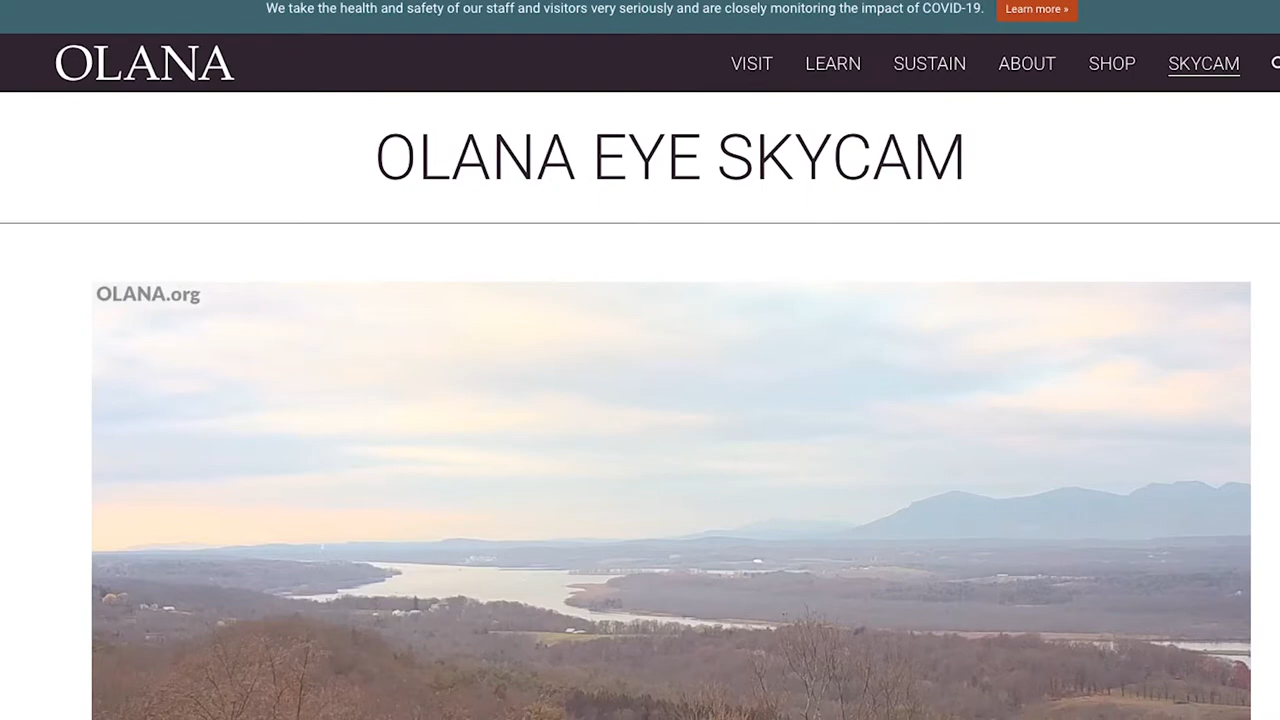 We take the health and safety of our staff and visitors very seriously and are closely monitoring the impact of COVID-19. Learn more »
OLANA VISIT LEARN SUSTAIN ABOUT SHOP SKYCAM
OLANA EYE SKYCAM
OLANA.org